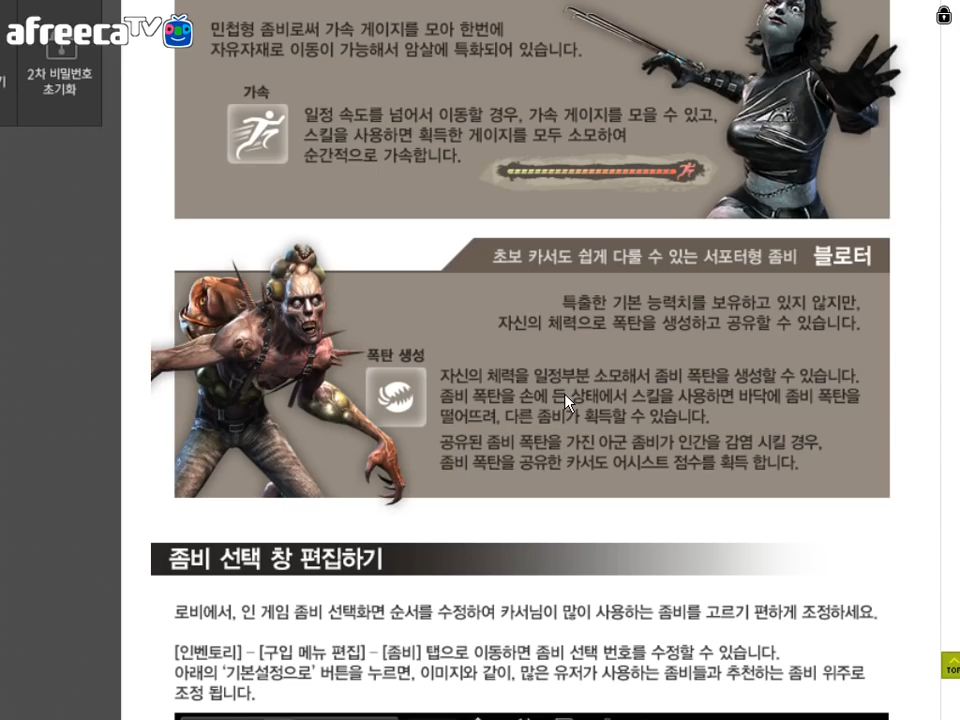 afreecaTV
2차 비밀번호
초기화
민첩형 좀비로써 가속 게이지를 모아 한번에
자유자재로 이동이 가능해서 암살에 특화되어 있습니다.
가속
일정 속도를 넘어서 이동할 경우, 가속 게이지를 모을 수 있고,
스킬을 사용하면 획득한 게이지를 모두 소모하여
순간적으로 가속합니다.
초보 카서도 쉽게 다룰 수 있는 서포터형 좀비 블로터
특출한 기본 능력치를 보유하고 있지 않지만,
자신의 체력으로 폭탄을 생성하고 공유할 수 있습니다.
폭탄 생성
자신의 체력을 일정부분 소모해서 좀비 폭탄을 생성할 수 있습니다.
좀비 폭탄을 손에 든 상태에서 스킬을 사용하면 바닥에 좀비 폭탄을
떨어뜨려, 다른 좀비가 획득할 수 있습니다.
공유된 좀비 폭탄을 가진 아군 좀비가 인간을 감염 시킬 경우,
좀비 폭탄을 공유한 카서도 어시스트 점수를 획득 합니다.
좀비 선택 창 편집하기
로비에서, 인 게임 좀비 선택화면 순서를 수정하여 카서님이 많이 사용하는 좀비를 고르기 편하게 조정하세요.
[인벤토리] – [구입 메뉴 편집] – [좀비] 탭으로 이동하면 좀비 선택 번호를 수정할 수 있습니다.
아래의 ‘기본설정으로’ 버튼을 누르면, 이미지와 같이, 많은 유저가 사용하는 좀비들과 추천하는 좀비 위주로
조정 됩니다.
TOP